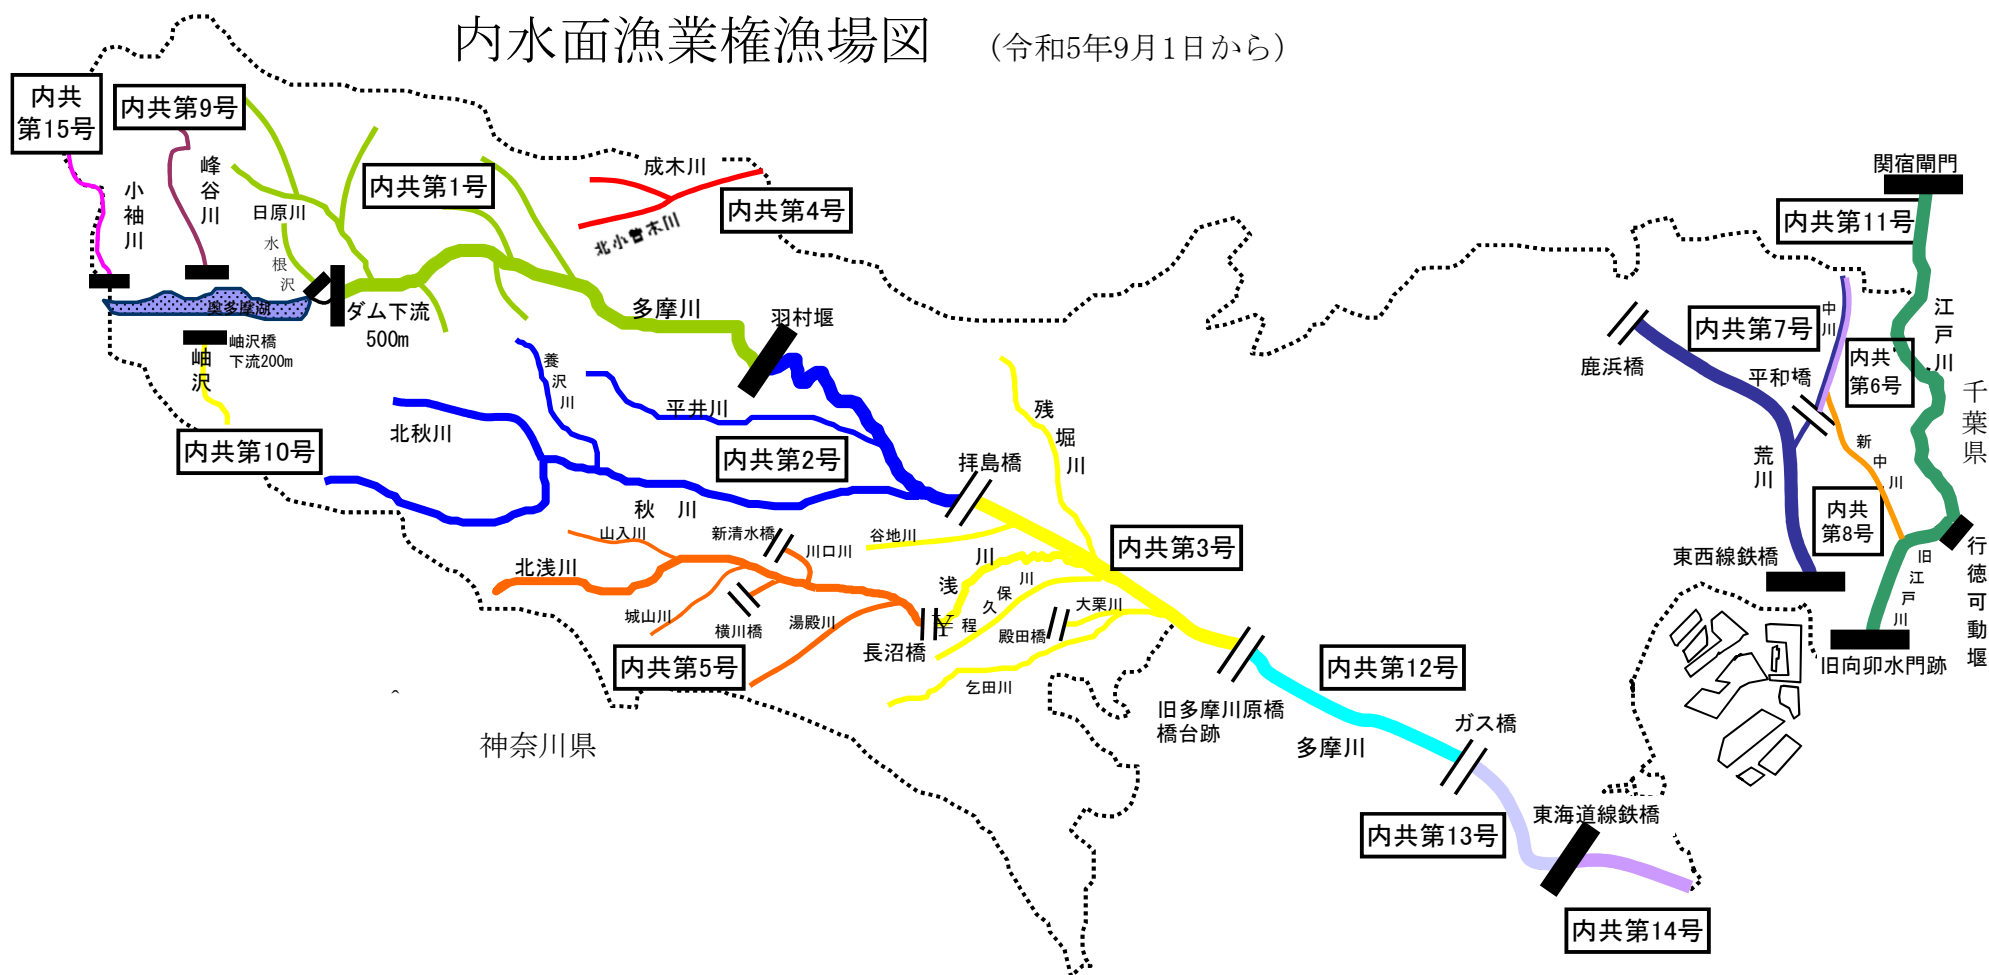 内水面漁業権漁場図
（令和5年9月1日から）
内共
第15号
内共第9号
小袖川
峰谷川
日原川
水根沢
内共第1号
成木川
北小曽木川
内共第4号
奥多摩湖
ダム下流
500m
岫沢橋
下流200m
岫沢
内共第10号
多摩川
羽村堰
養沢川
平井川
北秋川
内共第2号
秋川
拝島橋
残堀川
谷地川
山入川
新清水橋
川口川
北浅川
城山川
横川橋
湯殿川
内共第5号
長沼橋
¥
浅川
程久保川
殿田橋
大栗川
乞田川
内共第3号
神奈川県
^
旧多摩川原橋
橋台跡
内共第12号
多摩川
ガス橋
内共第13号
東海道線鉄橋
内共第14号
関宿閘門
内共第11号
江戸川
千葉県
中川
内共第7号
内共
第6号
鹿浜橋
平和橋
荒川
新中川
内共
第8号
東西線鉄橋
旧江戸川
行徳可動堰
旧向卯水門跡